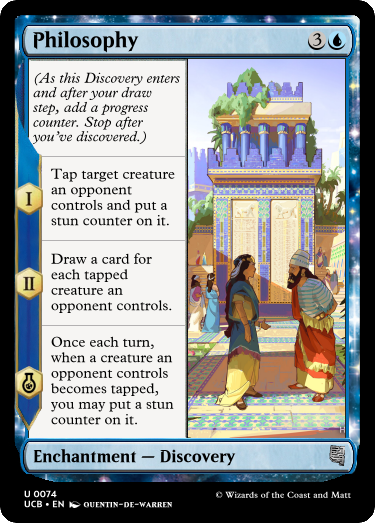 Philosophy 3
(As this Discovery enters
and after your draw
step, add a progress
counter. Stop after
you've discovered.)
I
Tap target creature
an opponent
controls and put a
stun counter on it.
II
Draw a card for
each tapped
creature an
opponent controls.
Once each turn,
when a creature an
opponent controls
becomes tapped,
you may put a stun
counter on it.
Enchantment — Discovery
U 0074
UCB • EN QUENTIN-DE-WARREN
© Wizards of the Coast and Matt